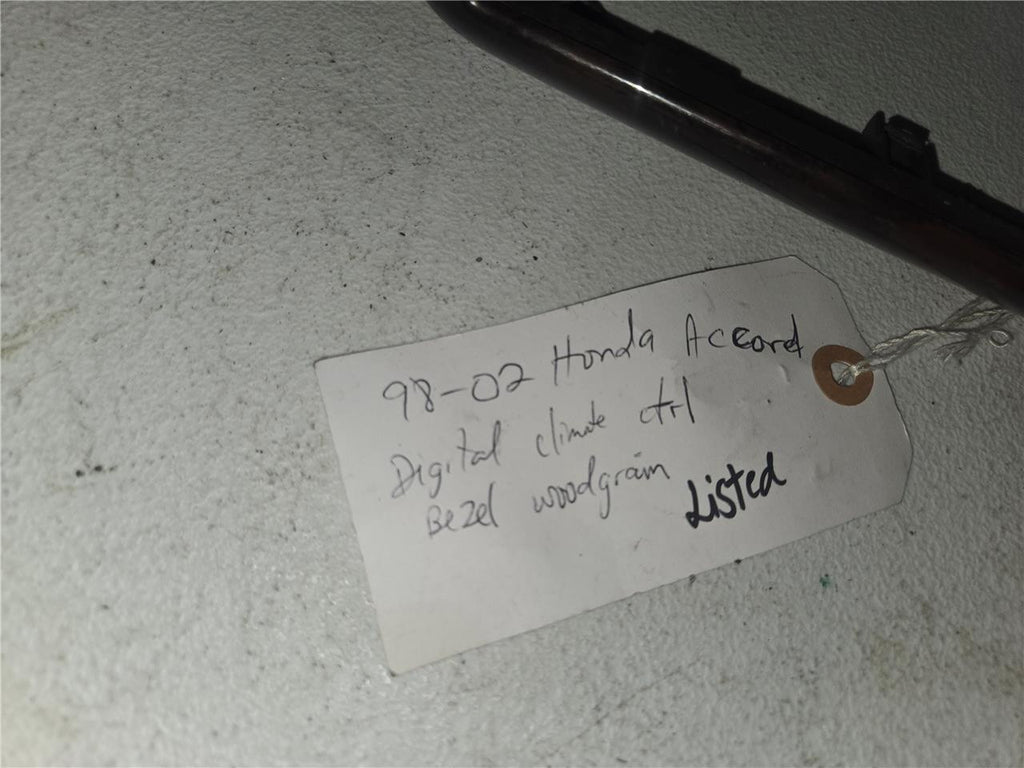 98-02 Honda Accord
Digital climate ctrl
Bezel woodgrain
Listed